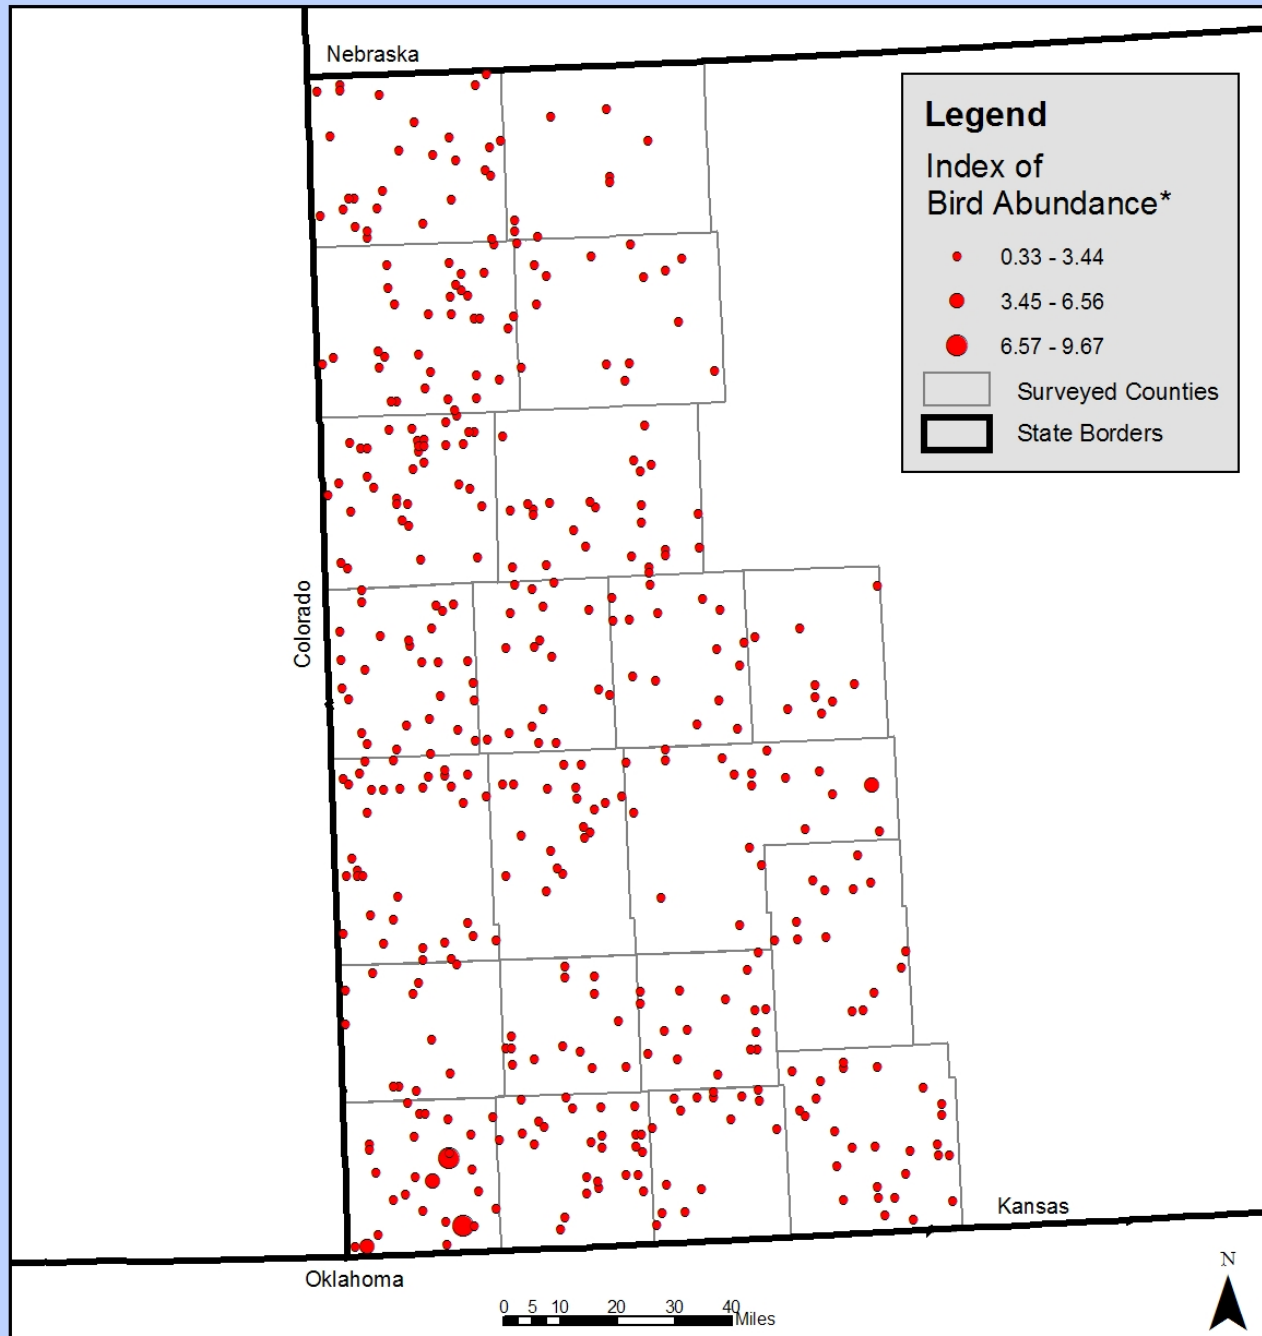 Nebraska
Legend
Index of
Bird Abundance*
0.33 - 3.44
3.45 - 6.56
6.57 - 9.67
Surveyed Counties
State Borders
Colorado
Kansas
Oklahoma
N
0 5 10 20 30 40
Miles